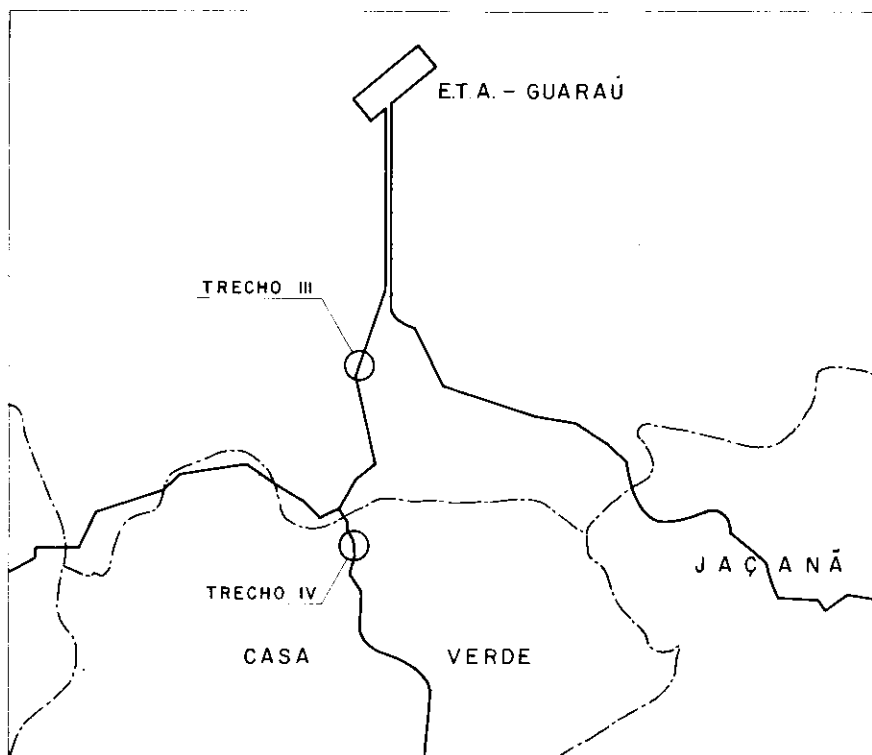 E.T.A. - GUARAÚ
TRECHO III
JAÇANÃ
TRECHO IV
CASA VERDE